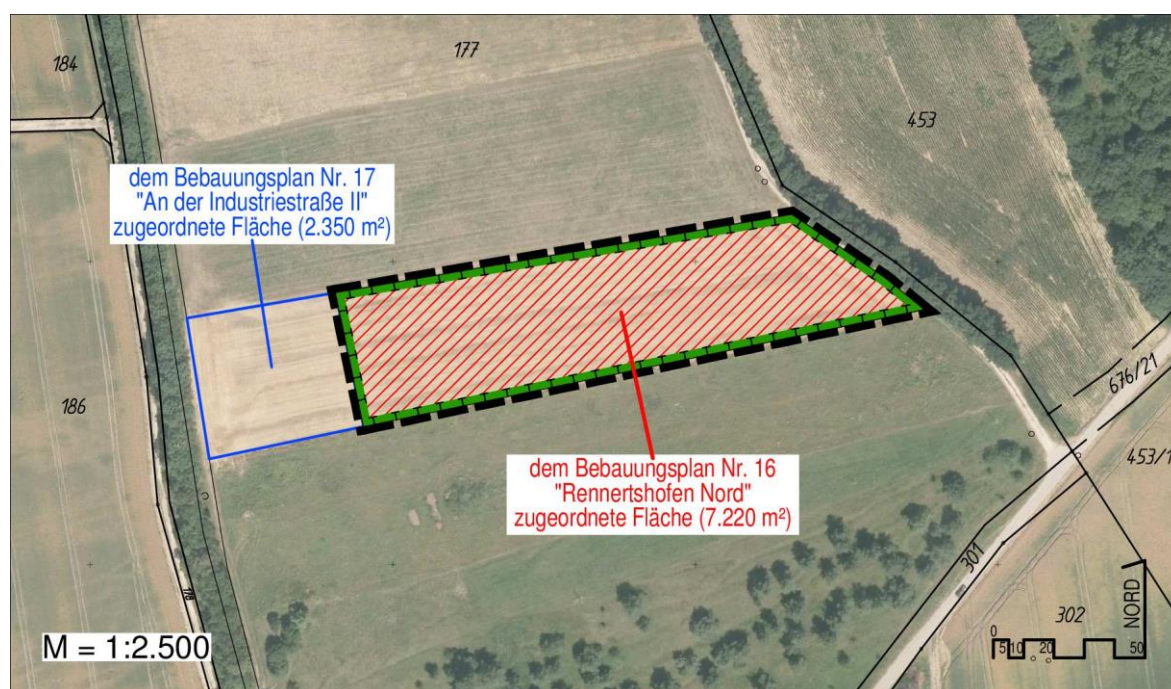 184
177
453
dem Bebauungsplan Nr. 17
"An der Industriestraße II"
zugeordnete Fläche (2.350 m²)
186
676/21
453/1
dem Bebauungsplan Nr. 16
"Rennertshofen Nord"
zugeordnete Fläche (7.220 m²)
301
302
NORD
0
5 10 20 50
M = 1:2.500